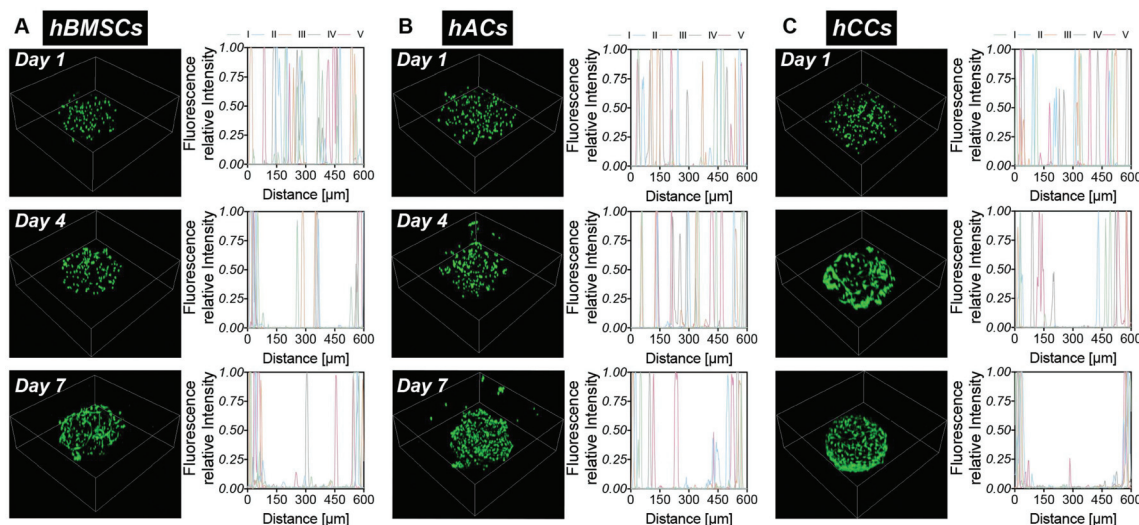 A hBMSCs
B hACs
C hCCs
I II III IV V
I II III IV V
I II III IV V
Day 1
Fluorescence
relative Intensity
1.00
0.75
0.50
0.25
0.00
0 150 300 450 600
Distance [µm]
Day 1
Fluorescence
relative Intensity
1.00
0.75
0.50
0.25
0.00
0 150 300 450 600
Distance [µm]
Day 1
Fluorescence
relative Intensity
1.00
0.75
0.50
0.25
0.00
0 150 300 450 600
Distance [µm]
Day 4
Fluorescence
relative Intensity
1.00
0.75
0.50
0.25
0.00
0 150 300 450 600
Distance [µm]
Day 4
Fluorescence
relative Intensity
1.00
0.75
0.50
0.25
0.00
0 150 300 450 600
Distance [µm]
Fluorescence
relative Intensity
1.00
0.75
0.50
0.25
0.00
0 150 300 450 600
Distance [µm]
Day 7
Fluorescence
relative Intensity
1.00
0.75
0.50
0.25
0.00
0 150 300 450 600
Distance [µm]
Day 7
Fluorescence
relative Intensity
1.00
0.75
0.50
0.25
0.00
0 150 300 450 600
Distance [µm]
Fluorescence
relative Intensity
1.00
0.75
0.50
0.25
0.00
0 150 300 450 600
Distance [µm]